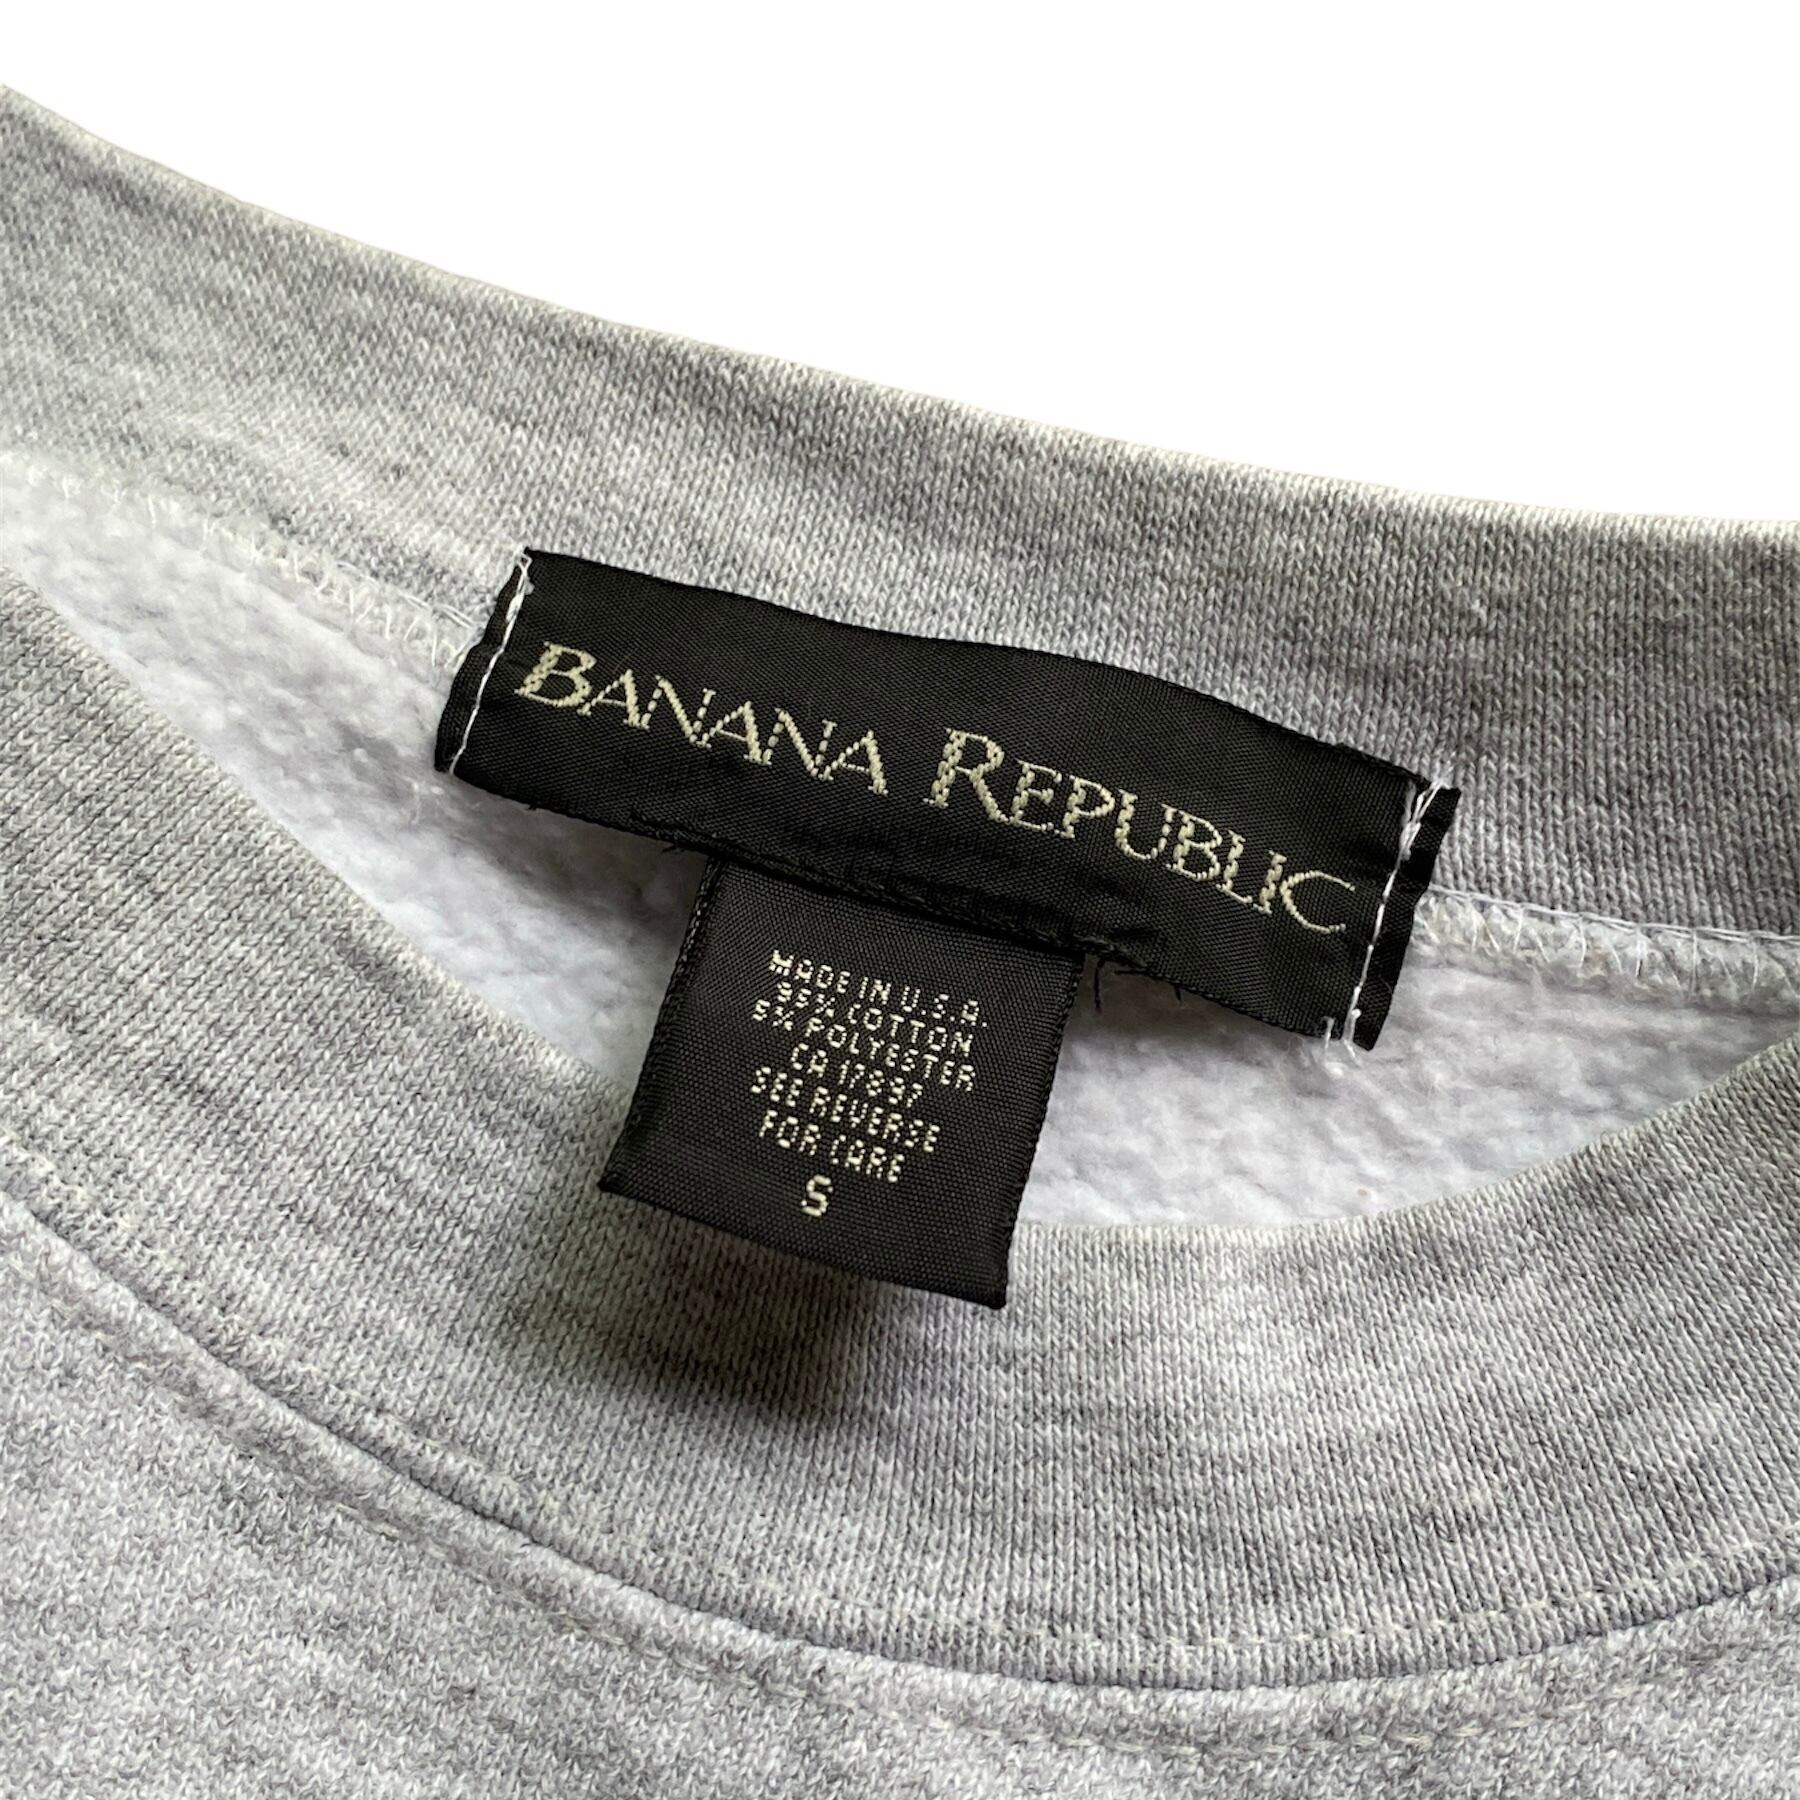 BANANA REPUBLIC
MADE IN U.S.A.
95% COTTON
5% POLYESTER
CA 17897
SEE REVERSE
FOR CARE
S